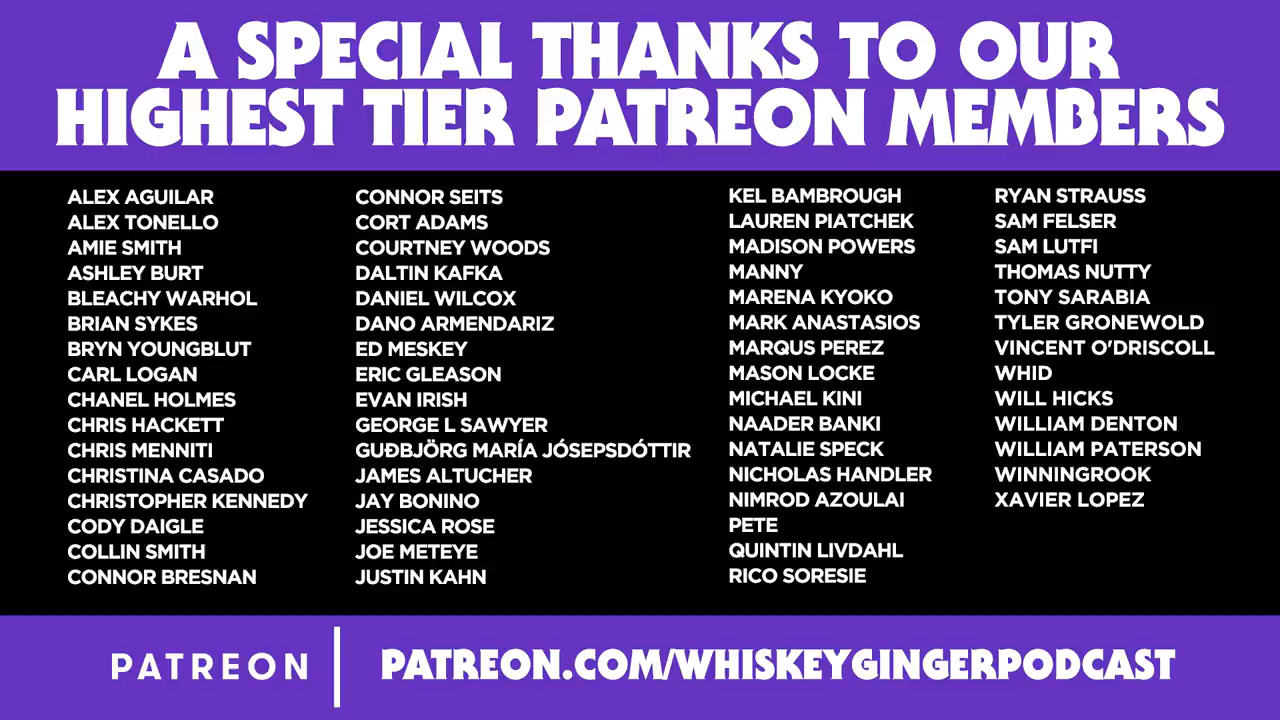 A SPECIAL THANKS TO OUR
HIGHEST TIER PATREON MEMBERS
ALEX AGUILAR
ALEX TONELLO
AMIE SMITH
ASHLEY BURT
BLEACHY WARHOL
BRIAN SYKES
BRYN YOUNGBLUT
CARL LOGAN
CHANEL HOLMES
CHRIS HACKETT
CHRIS MENNITI
CHRISTINA CASADO
CHRISTOPHER KENNEDY
CODY DAIGLE
COLLIN SMITH
CONNOR BRESNAN
CONNOR SEITS
CORT ADAMS
COURTNEY WOODS
DALTIN KAFKA
DANIEL WILCOX
DANO ARMENDARIZ
ED MESKEY
ERIC GLEASON
EVAN IRISH
GEORGE L SAWYER
GUÐBJÖRG MARÍA JÓSEPSDÓTTIR
JAMES ALTUCHER
JAY BONINO
JESSICA ROSE
JOE METEYE
JUSTIN KAHN
KEL BAMBROUGH
LAUREN PIATCHEK
MADISON POWERS
MANNY
MARENA KYOKO
MARK ANASTASIOS
MARQUS PEREZ
MASON LOCKE
MICHAEL KINI
NAADER BANKI
NATALIE SPECK
NICHOLAS HANDLER
NIMROD AZOULAI
PETE
QUINTIN LIVDAHL
RICO SORESIE
RYAN STRAUSS
SAM FELSER
SAM LUTFI
THOMAS NUTTY
TONY SARABIA
TYLER GRONEWOLD
VINCENT O'DRISCOLL
WHID
WILL HICKS
WILLIAM DENTON
WILLIAM PATERSON
WINNINGROOK
XAVIER LOPEZ
PATREON
PATREON.COM/WHISKEYGINGERPODCAST